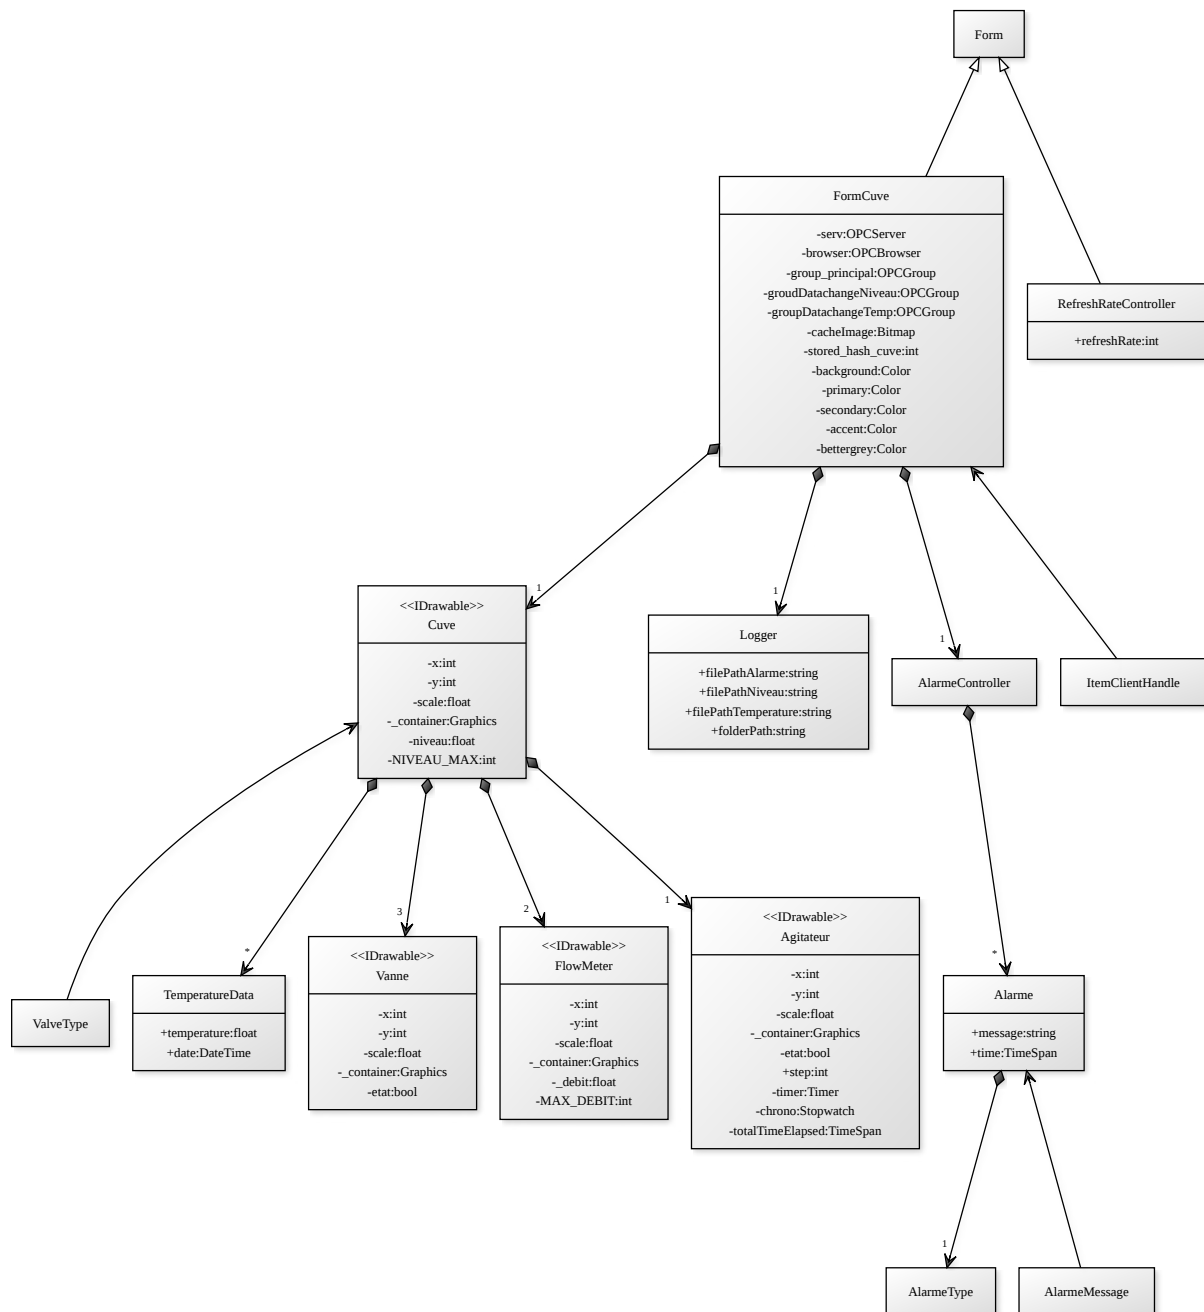 Form
FormCuve
-serv:OPCServer
-browser:OPCBrowser
-group_principal:OPCGroup
-groudDatachangeNiveau:OPCGroup
-groupDatachangeTemp:OPCGroup
-cacheImage:Bitmap
-stored_hash_cuve:int
-background:Color
-primary:Color
-secondary:Color
-accent:Color
-bettergrey:Color
RefreshRateController
+refreshRate:int
1
<<IDrawable>>
Cuve
-x:int
-y:int
-scale:float
-_container:Graphics
-niveau:float
-NIVEAU_MAX:int
1
Logger
+filePathAlarme:string
+filePathNiveau:string
+filePathTemperature:string
+folderPath:string
1
AlarmeController
ItemClientHandle
ValveType
*
TemperatureData
+temperature:float
+date:DateTime
3
<<IDrawable>>
Vanne
-x:int
-y:int
-scale:float
-_container:Graphics
-etat:bool
2
<<IDrawable>>
FlowMeter
-x:int
-y:int
-scale:float
-_container:Graphics
-_debit:float
-MAX_DEBIT:int
1
<<IDrawable>>
Agitateur
-x:int
-y:int
-scale:float
-_container:Graphics
-etat:bool
+step:int
-timer:Timer
-chrono:Stopwatch
-totalTimeElapsed:TimeSpan
*
Alarme
+message:string
+time:TimeSpan
1
AlarmeType
AlarmeMessage